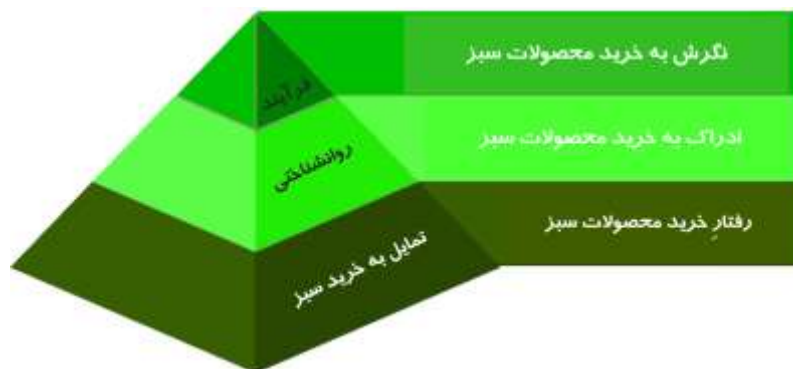 نگرش به خرید محصولات سبز
فرآیند
ادراک به خرید محصولات سبز
روانشناختی
رفتارِ خرید محصولات سبز
تمایل به خرید سبز